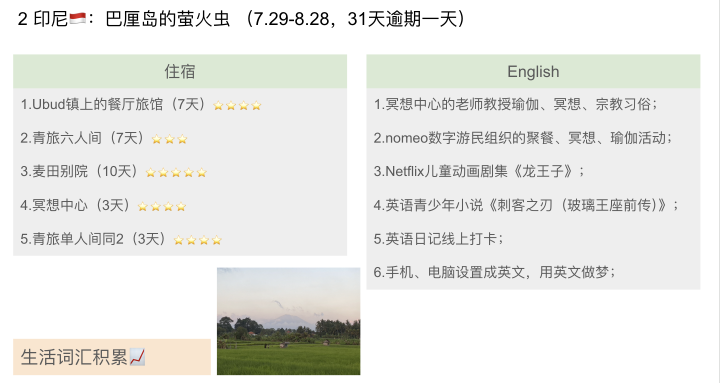 2 印尼🇮🇩：巴厘岛的萤火虫 （7.29-8.28，31天逾期一天）
住宿
1.Ubud镇上的餐厅旅馆（7天）⭐⭐⭐⭐
2.青旅六人间（7天）⭐⭐⭐
3.麦田别院（10天）⭐⭐⭐⭐⭐
4.冥想中心（3天）⭐⭐⭐⭐
5.青旅单人间同2（3天）⭐⭐⭐⭐
English
1.冥想中心的老师教授瑜伽、冥想、宗教习俗；
2.nomeo数字游民组织的聚餐、冥想、瑜伽活动；
3.Netflix儿童动画剧集《龙王子》；
4.英语青少年小说《刺客之刃（玻璃王座前传）》；
5.英语日记线上打卡；
6.手机、电脑设置成英文，用英文做梦；
生活词汇积累📈